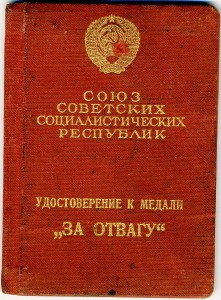 СОЮЗ
СОВЕТСКИХ
СОЦИАЛИСТИЧЕСКИХ
РЕСПУБЛИК
УДОСТОВЕРЕНИЕ К МЕДАЛИ
„ЗА ОТВАГУ“